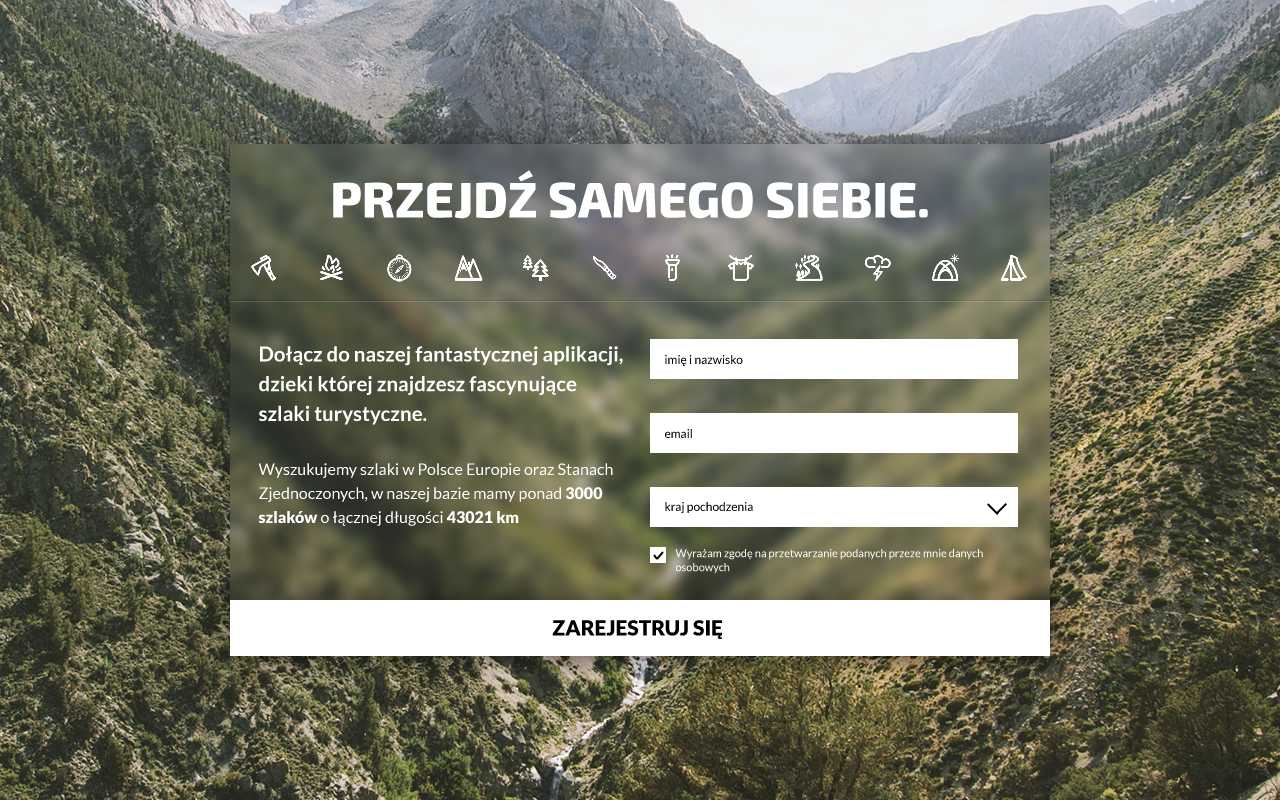 PRZEJDŹ SAMEGO SIEBIE.
Dołącz do naszej fantastycznej aplikacji,
dzieki której znajdzesz fascynujące
szlaki turystyczne.
Wyszukujemy szlaki w Polsce Europie oraz Stanach
Zjednoczonych, w naszej bazie mamy ponad 3000
szlaków o łącznej długości 43021 km
imię i nazwisko
email
kraj pochodzenia
Wyrażam zgodę na przetwarzanie podanych przeze mnie danych
osobowych
ZAREJESTRUJ SIĘ